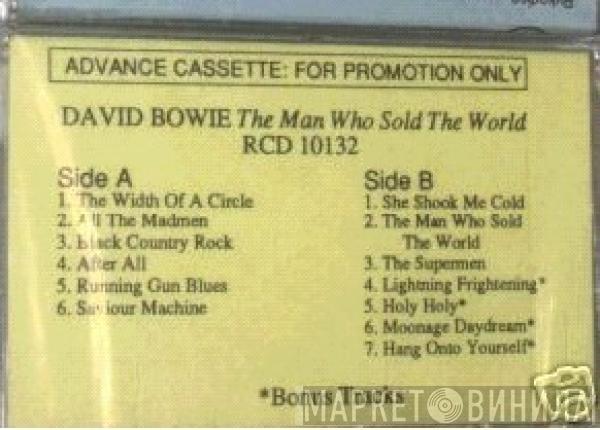 ADVANCE CASSETTE: FOR PROMOTION ONLY
DAVID BOWIE The Man Who Sold The World
RCD 10132
Side A
1. The Width Of A Circle
2. All The Madmen
3. Black Country Rock
4. After All
5. Running Gun Blues
6. Saviour Machine
Side B
1. She Shook Me Cold
2. The Man Who Sold
The World
3. The Supermen
4. Lightning Frightening*
5. Holy Holy*
6. Moonage Daydream*
7. Hang Onto Yourself*
*Bonus Tracks
МАРКЕТ ВИНИЛА